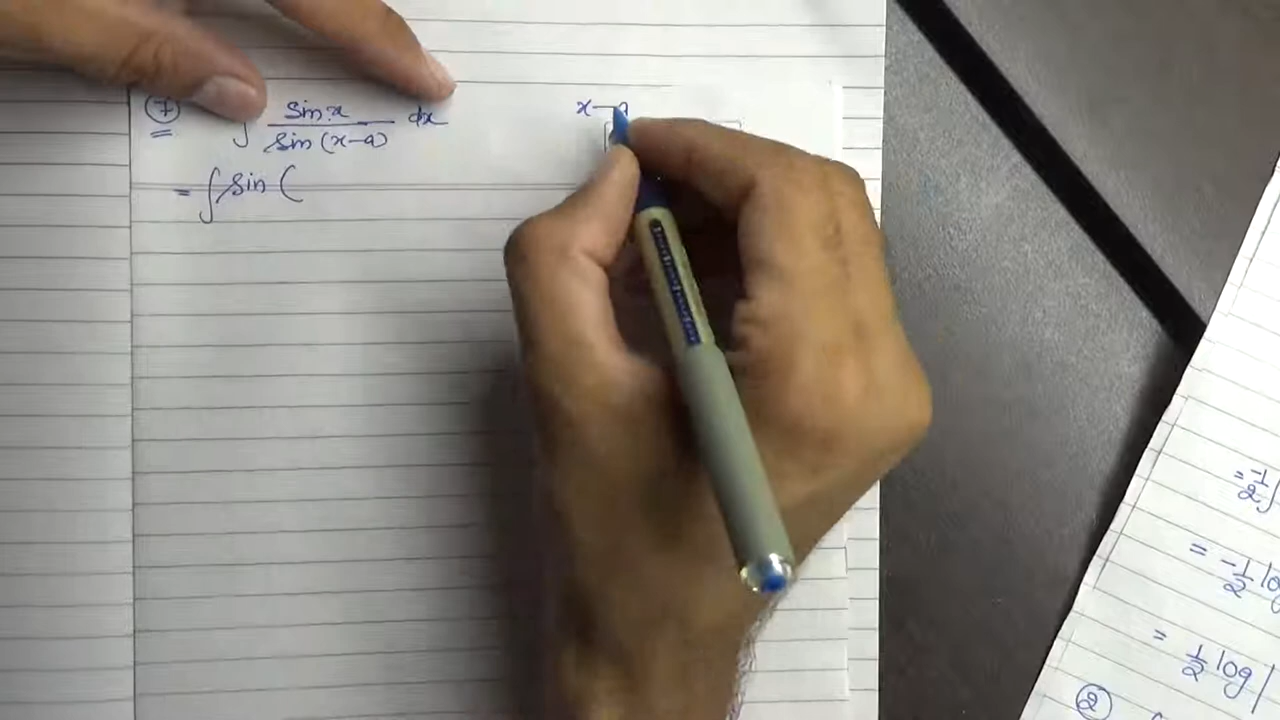 ⑦ ∫ sin x / sin (x-a) dx
x-a
= ∫ sin (
= -1/2 ∫
= -1/2 log
= 1/2 log |
②